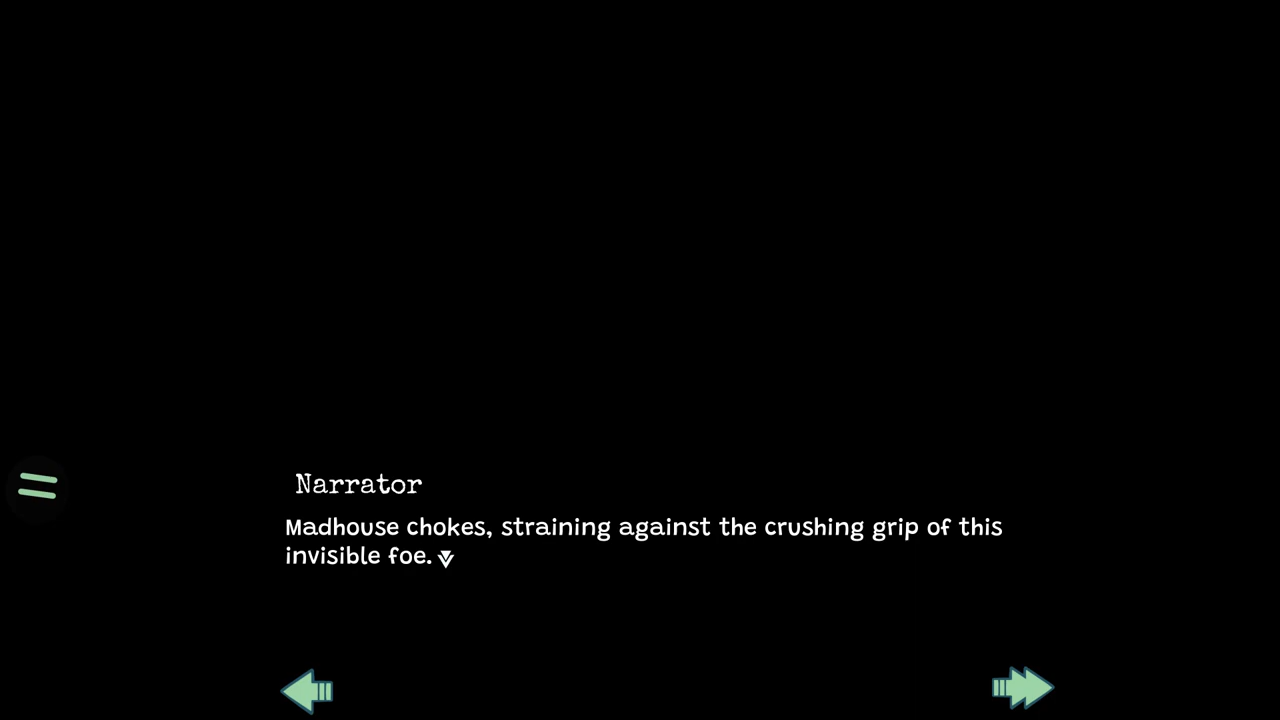 Narrator
Madhouse chokes, straining against the crushing grip of this
invisible foe.